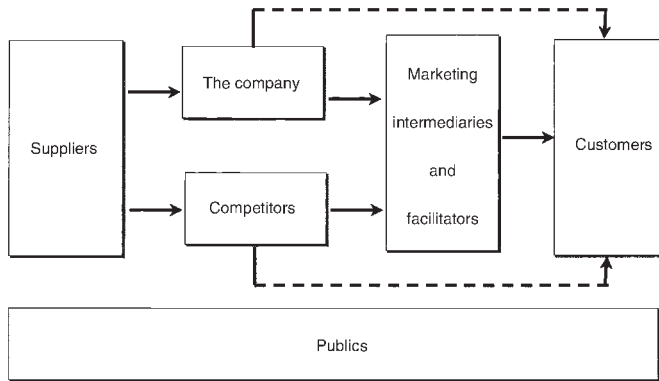 Suppliers
The company
Competitors
Marketing
intermediaries
and
facilitators
Customers
Publics